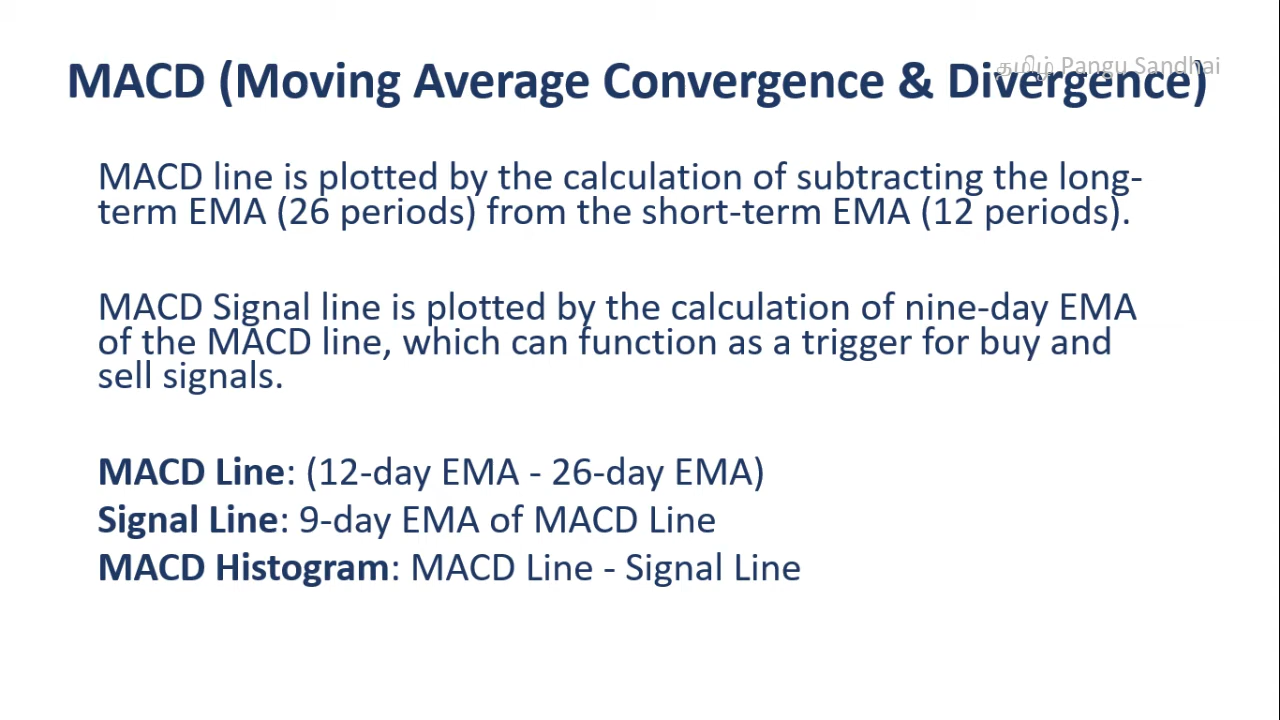 MACD (Moving Average Convergence & Divergence)
தமிழ் Pangu Sandhai
MACD line is plotted by the calculation of subtracting the long-
term EMA (26 periods) from the short-term EMA (12 periods).
MACD Signal line is plotted by the calculation of nine-day EMA
of the MACD line, which can function as a trigger for buy and
sell signals.
MACD Line: (12-day EMA - 26-day EMA)
Signal Line: 9-day EMA of MACD Line
MACD Histogram: MACD Line - Signal Line